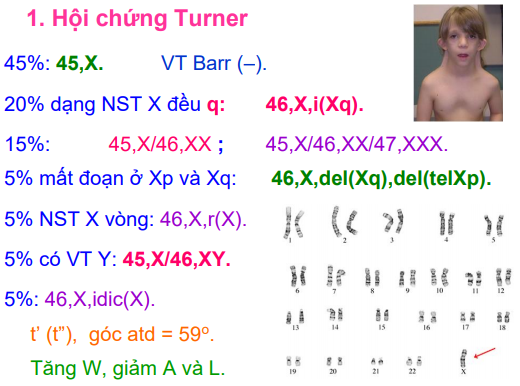 1. Hội chứng Turner
45%: 45,X. VT Barr (–).
20% dạng NST X đều q: 46,X,i(Xq).
15%: 45,X/46,XX ; 45,X/46,XX/47,XXX.
5% mất đoạn ở Xp và Xq: 46,X,del(Xq),del(telXp).
5% NST X vòng: 46,X,r(X).
5% có VT Y: 45,X/46,XY.
5%: 46,X,idic(X).
t’ (t”), góc atd = 59º.
Tăng W, giảm A và L.
1 2 3 4 5
6 7 8 9 10 11 12
13 14 15 16 17 18
19 20 21 22 X